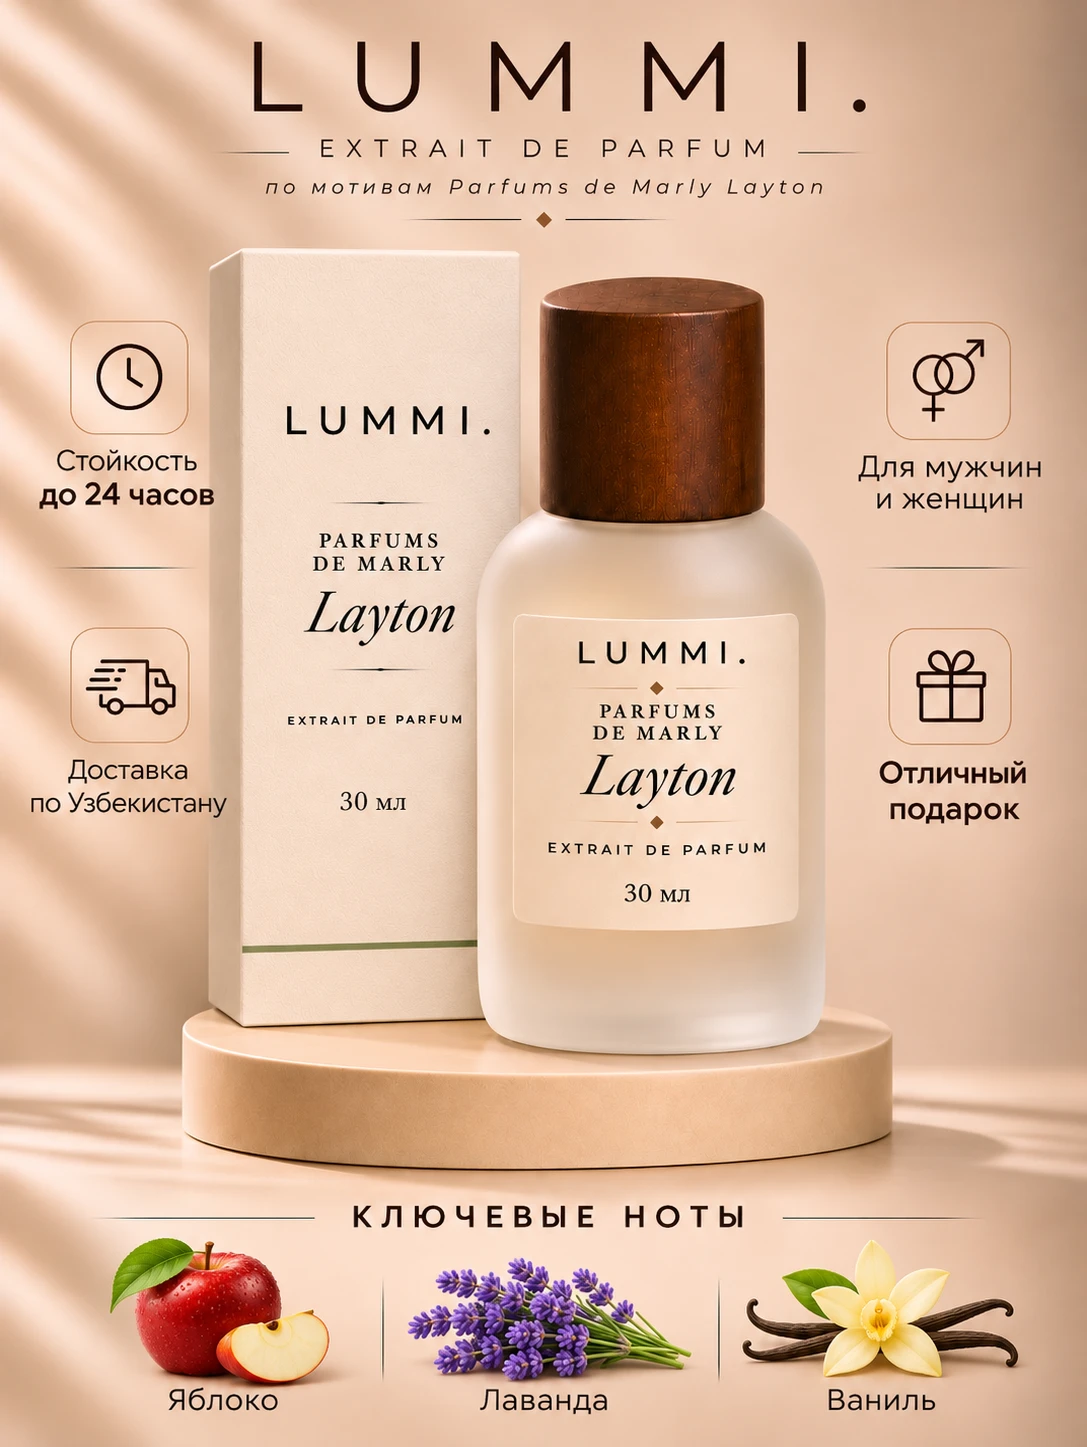 LUMMI.
EXTRAIT DE PARFUM
по мотивам Parfums de Marly Layton
Стойкость
до 24 часов
Доставка
по Узбекистану
LUMMI.
PARFUMS
DE MARLY
Layton
EXTRAIT DE PARFUM
30 мл
LUMMI.
PARFUMS
DE MARLY
Layton
EXTRAIT DE PARFUM
30 мл
Для мужчин
и женщин
Отличный
подарок
КЛЮЧЕВЫЕ НОТЫ
Яблоко
Лаванда
Ваниль